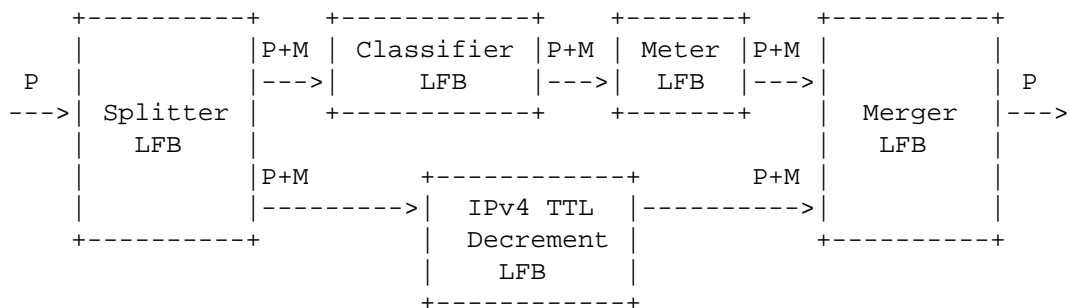 P+M Classifier P+M Meter P+M
P LFB LFB P
Splitter Merger
LFB LFB
P+M P+M
IPv4 TTL
Decrement
LFB